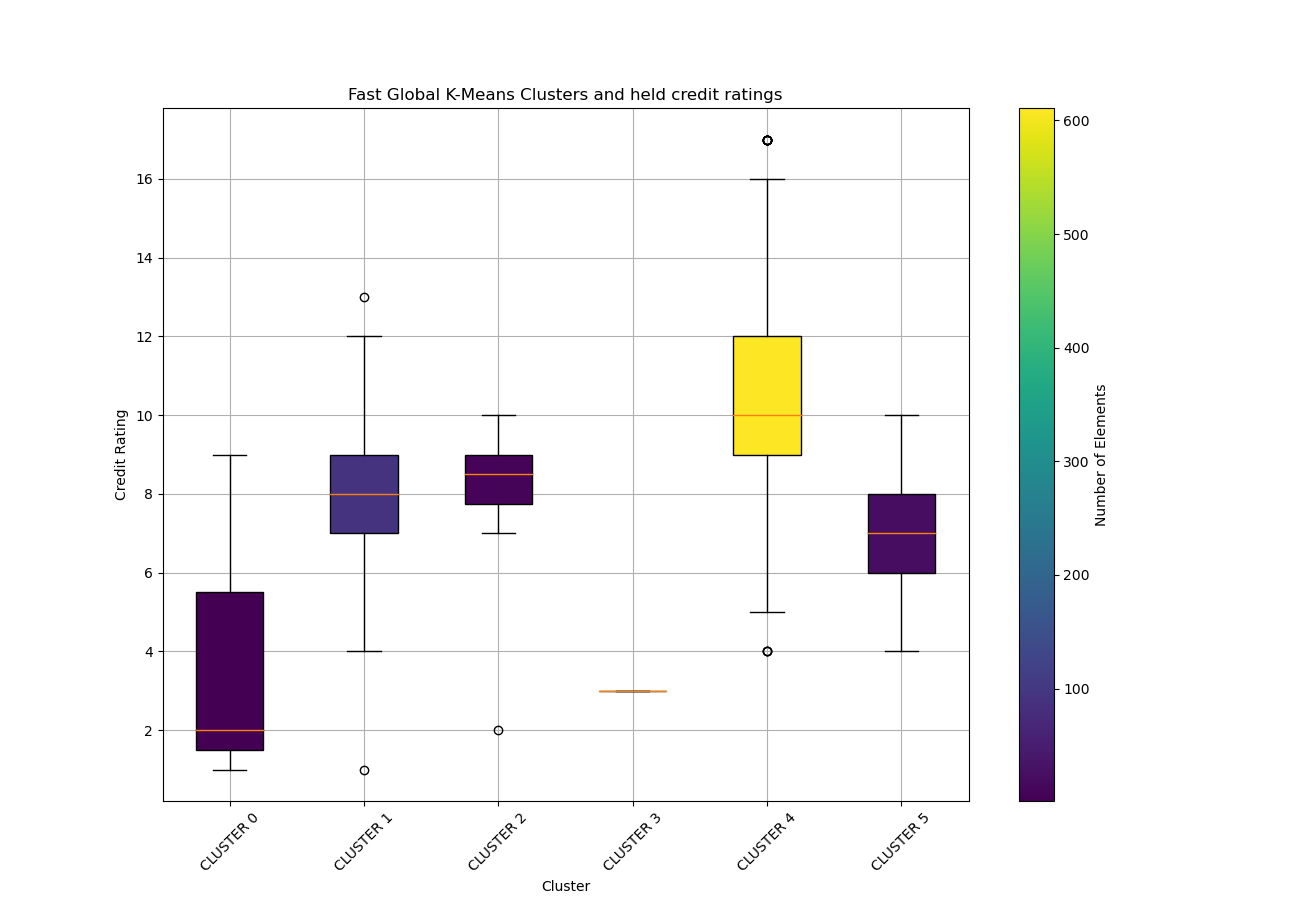 Fast Global K-Means Clusters and held credit ratings
16
14
12
10
8
6
4
2
Credit Rating
CLUSTER 0
CLUSTER 1
CLUSTER 2
CLUSTER 3
CLUSTER 4
CLUSTER 5
Cluster
600
500
400
300
200
100
Number of Elements